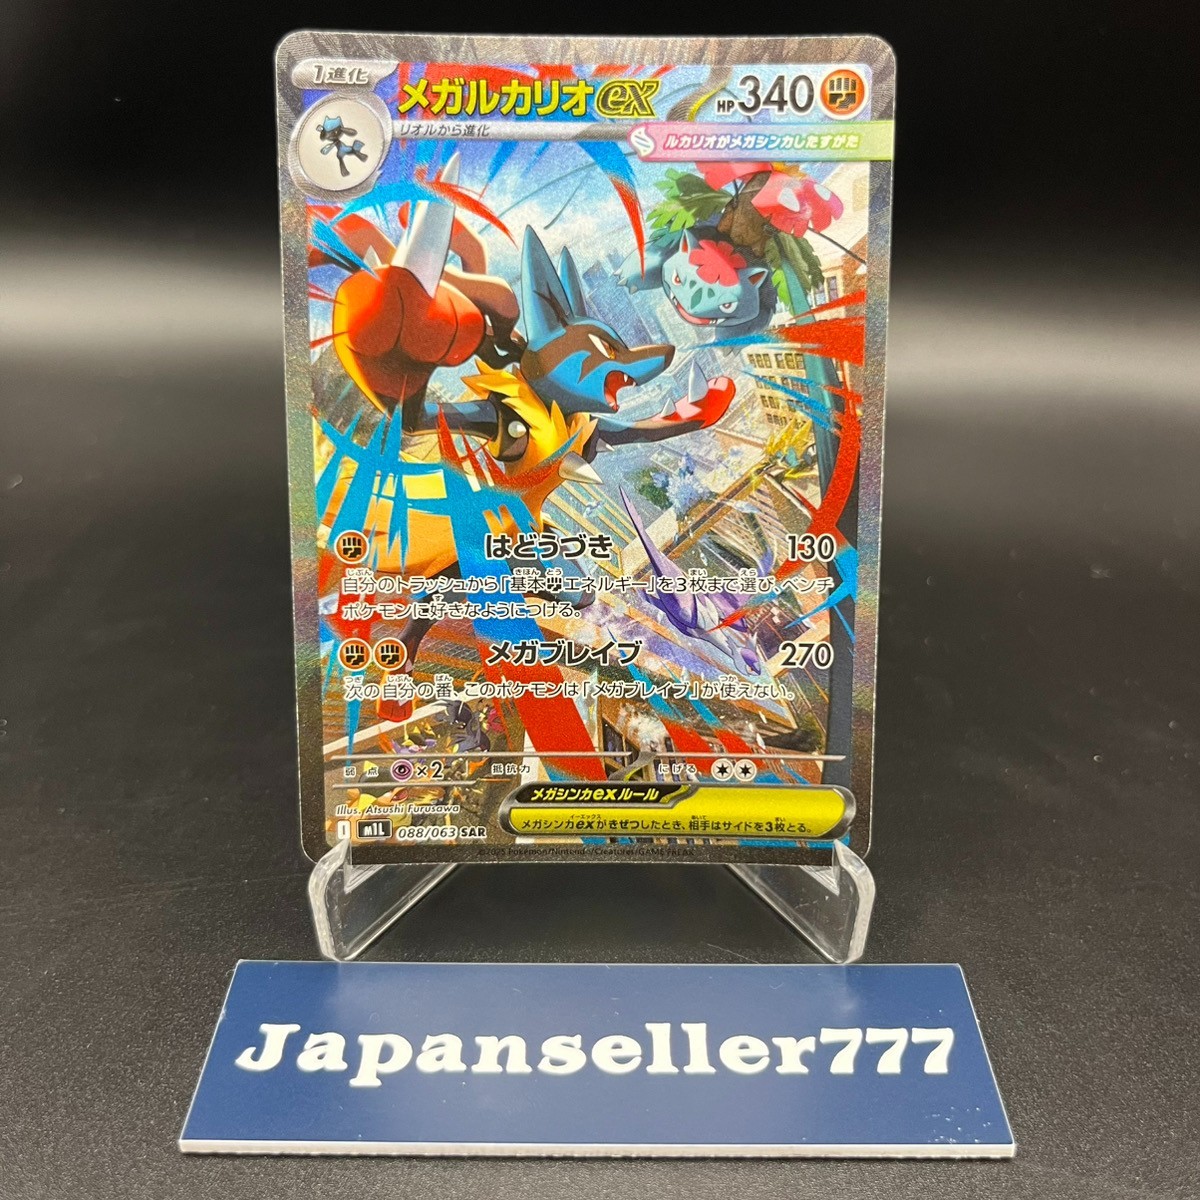 1進化
メガルカリオex
HP340
リオルから進化
ルカリオがメガシンカしたすがた
はどうづき 130
自分のトラッシュから「基本エネルギー」を3枚まで選び、ベンチ
ポケモンに好きなようにつける。
メガブレイブ 270
次の自分の番、このポケモンは「メガブレイブ」が使えない。
弱点 ×2 抵抗力 にげる
Illus. Atsushi Furusawa
メガシンカexルール
メガシンカexがきぜつしたとき、相手はサイドを3枚とる。
I M1L 088/063 SAR
©2025 Pokémon/Nintendo/Creatures/GAME FREAK
Japanseller777